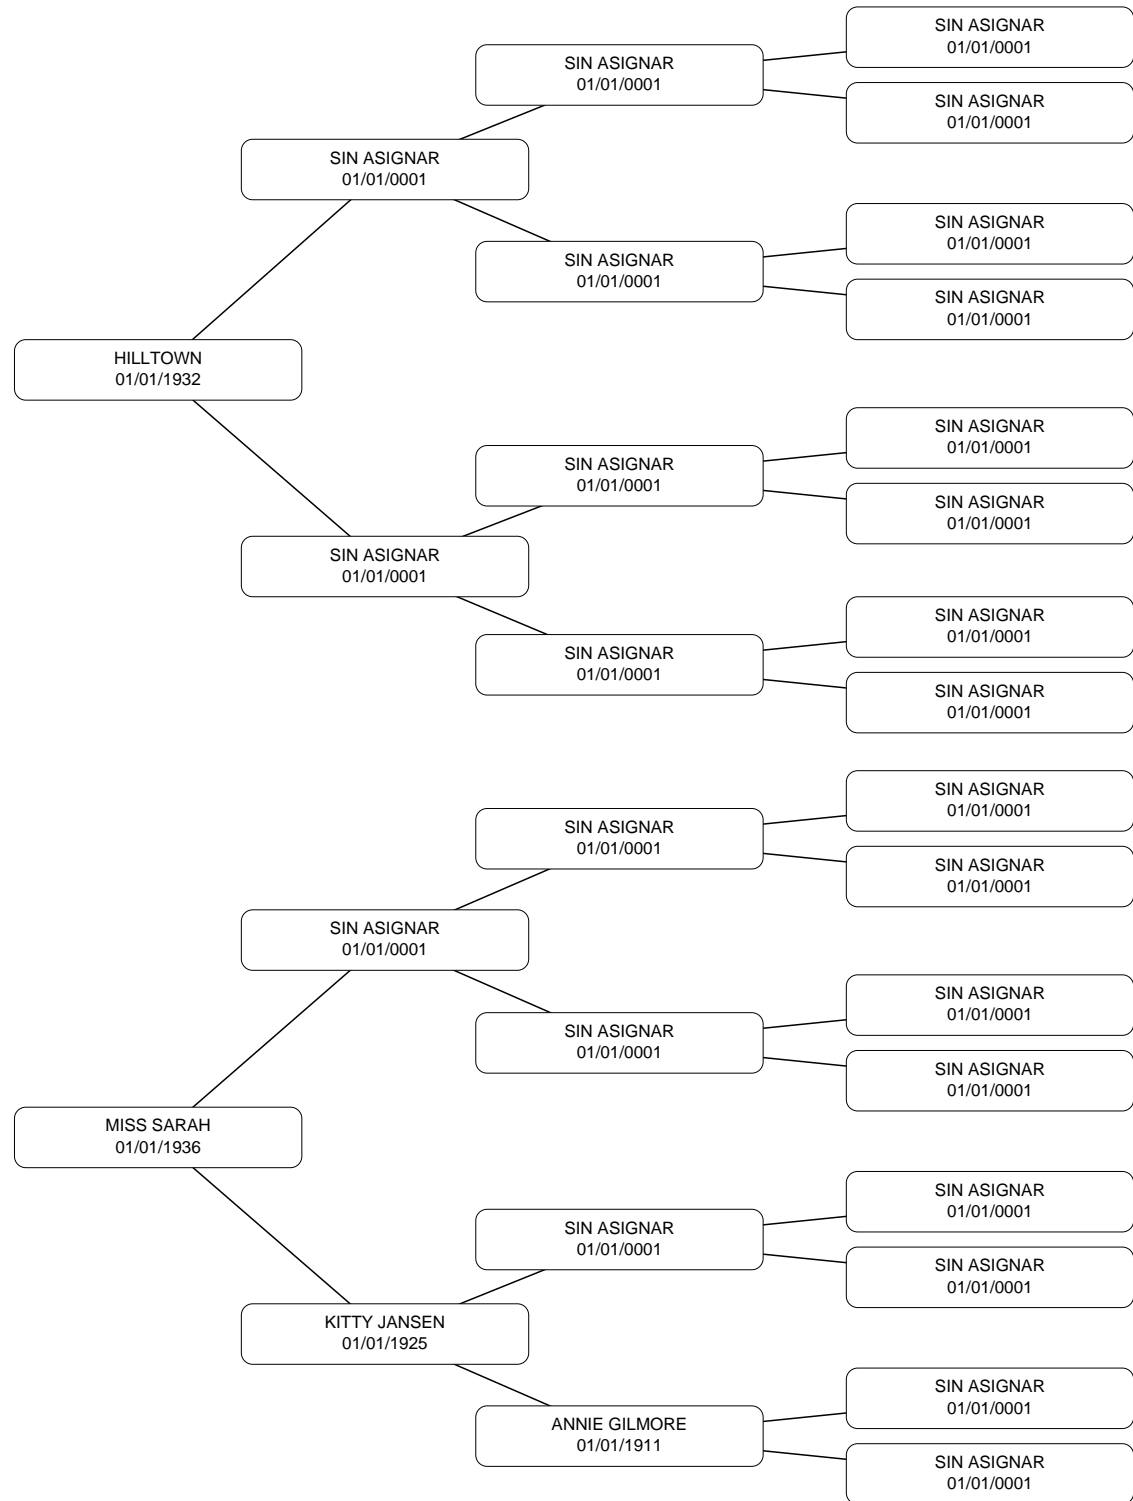 SIN ASIGNAR
01/01/0001
SIN ASIGNAR
01/01/0001
SIN ASIGNAR
01/01/0001
SIN ASIGNAR
01/01/0001
SIN ASIGNAR
01/01/0001
SIN ASIGNAR
01/01/0001
SIN ASIGNAR
01/01/0001
HILLTOWN
01/01/1932
SIN ASIGNAR
01/01/0001
SIN ASIGNAR
01/01/0001
SIN ASIGNAR
01/01/0001
SIN ASIGNAR
01/01/0001
SIN ASIGNAR
01/01/0001
SIN ASIGNAR
01/01/0001
SIN ASIGNAR
01/01/0001
SIN ASIGNAR
01/01/0001
SIN ASIGNAR
01/01/0001
SIN ASIGNAR
01/01/0001
SIN ASIGNAR
01/01/0001
SIN ASIGNAR
01/01/0001
SIN ASIGNAR
01/01/0001
SIN ASIGNAR
01/01/0001
MISS SARAH
01/01/1936
SIN ASIGNAR
01/01/0001
SIN ASIGNAR
01/01/0001
SIN ASIGNAR
01/01/0001
SIN ASIGNAR
01/01/0001
KITTY JANSEN
01/01/1925
SIN ASIGNAR
01/01/0001
ANNIE GILMORE
01/01/1911
SIN ASIGNAR
01/01/0001